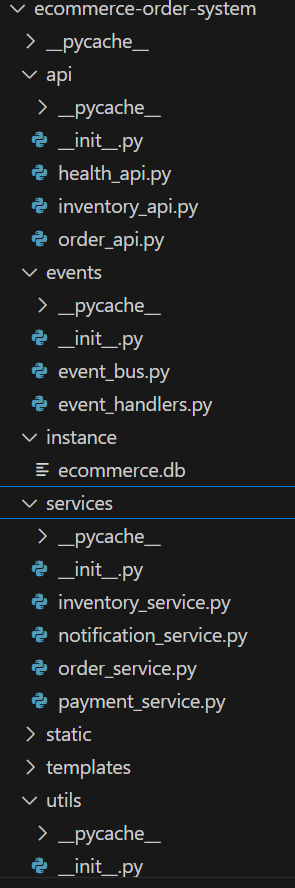 ecommerce-order-system
__pycache__
api
__pycache__
__init__.py
health_api.py
inventory_api.py
order_api.py
events
__pycache__
__init__.py
event_bus.py
event_handlers.py
instance
ecommerce.db
services
__pycache__
__init__.py
inventory_service.py
notification_service.py
order_service.py
payment_service.py
static
templates
utils
__pycache__
__init__.py